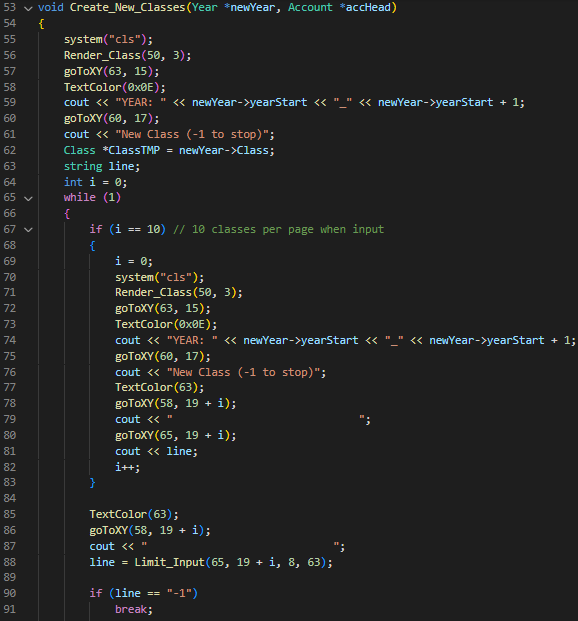 53 void Create_New_Classes(Year *newYear, Account *accHead)
54 {
55     system("cls");
56     Render_Class(50, 3);
57     goToXY(63, 15);
58     TextColor(0x0E);
59     cout << "YEAR: " << newYear->yearStart << "_" << newYear->yearStart + 1;
60     goToXY(60, 17);
61     cout << "New Class (-1 to stop)";
62     Class *ClassTMP = newYear->Class;
63     string line;
64     int i = 0;
65     while (1)
66     {
67         if (i == 10) // 10 classes per page when input
68         {
69             i = 0;
70             system("cls");
71             Render_Class(50, 3);
72             goToXY(63, 15);
73             TextColor(0x0E);
74             cout << "YEAR: " << newYear->yearStart << "_" << newYear->yearStart + 1;
75             goToXY(60, 17);
76             cout << "New Class (-1 to stop)";
77             TextColor(63);
78             goToXY(58, 19 + i);
79             cout << "                             ";
80             goToXY(65, 19 + i);
81             cout << line;
82             i++;
83         }
84
85         TextColor(63);
86         goToXY(58, 19 + i);
87         cout << "                             ";
88         line = Limit_Input(65, 19 + i, 8, 63);
89
90         if (line == "-1")
91             break;